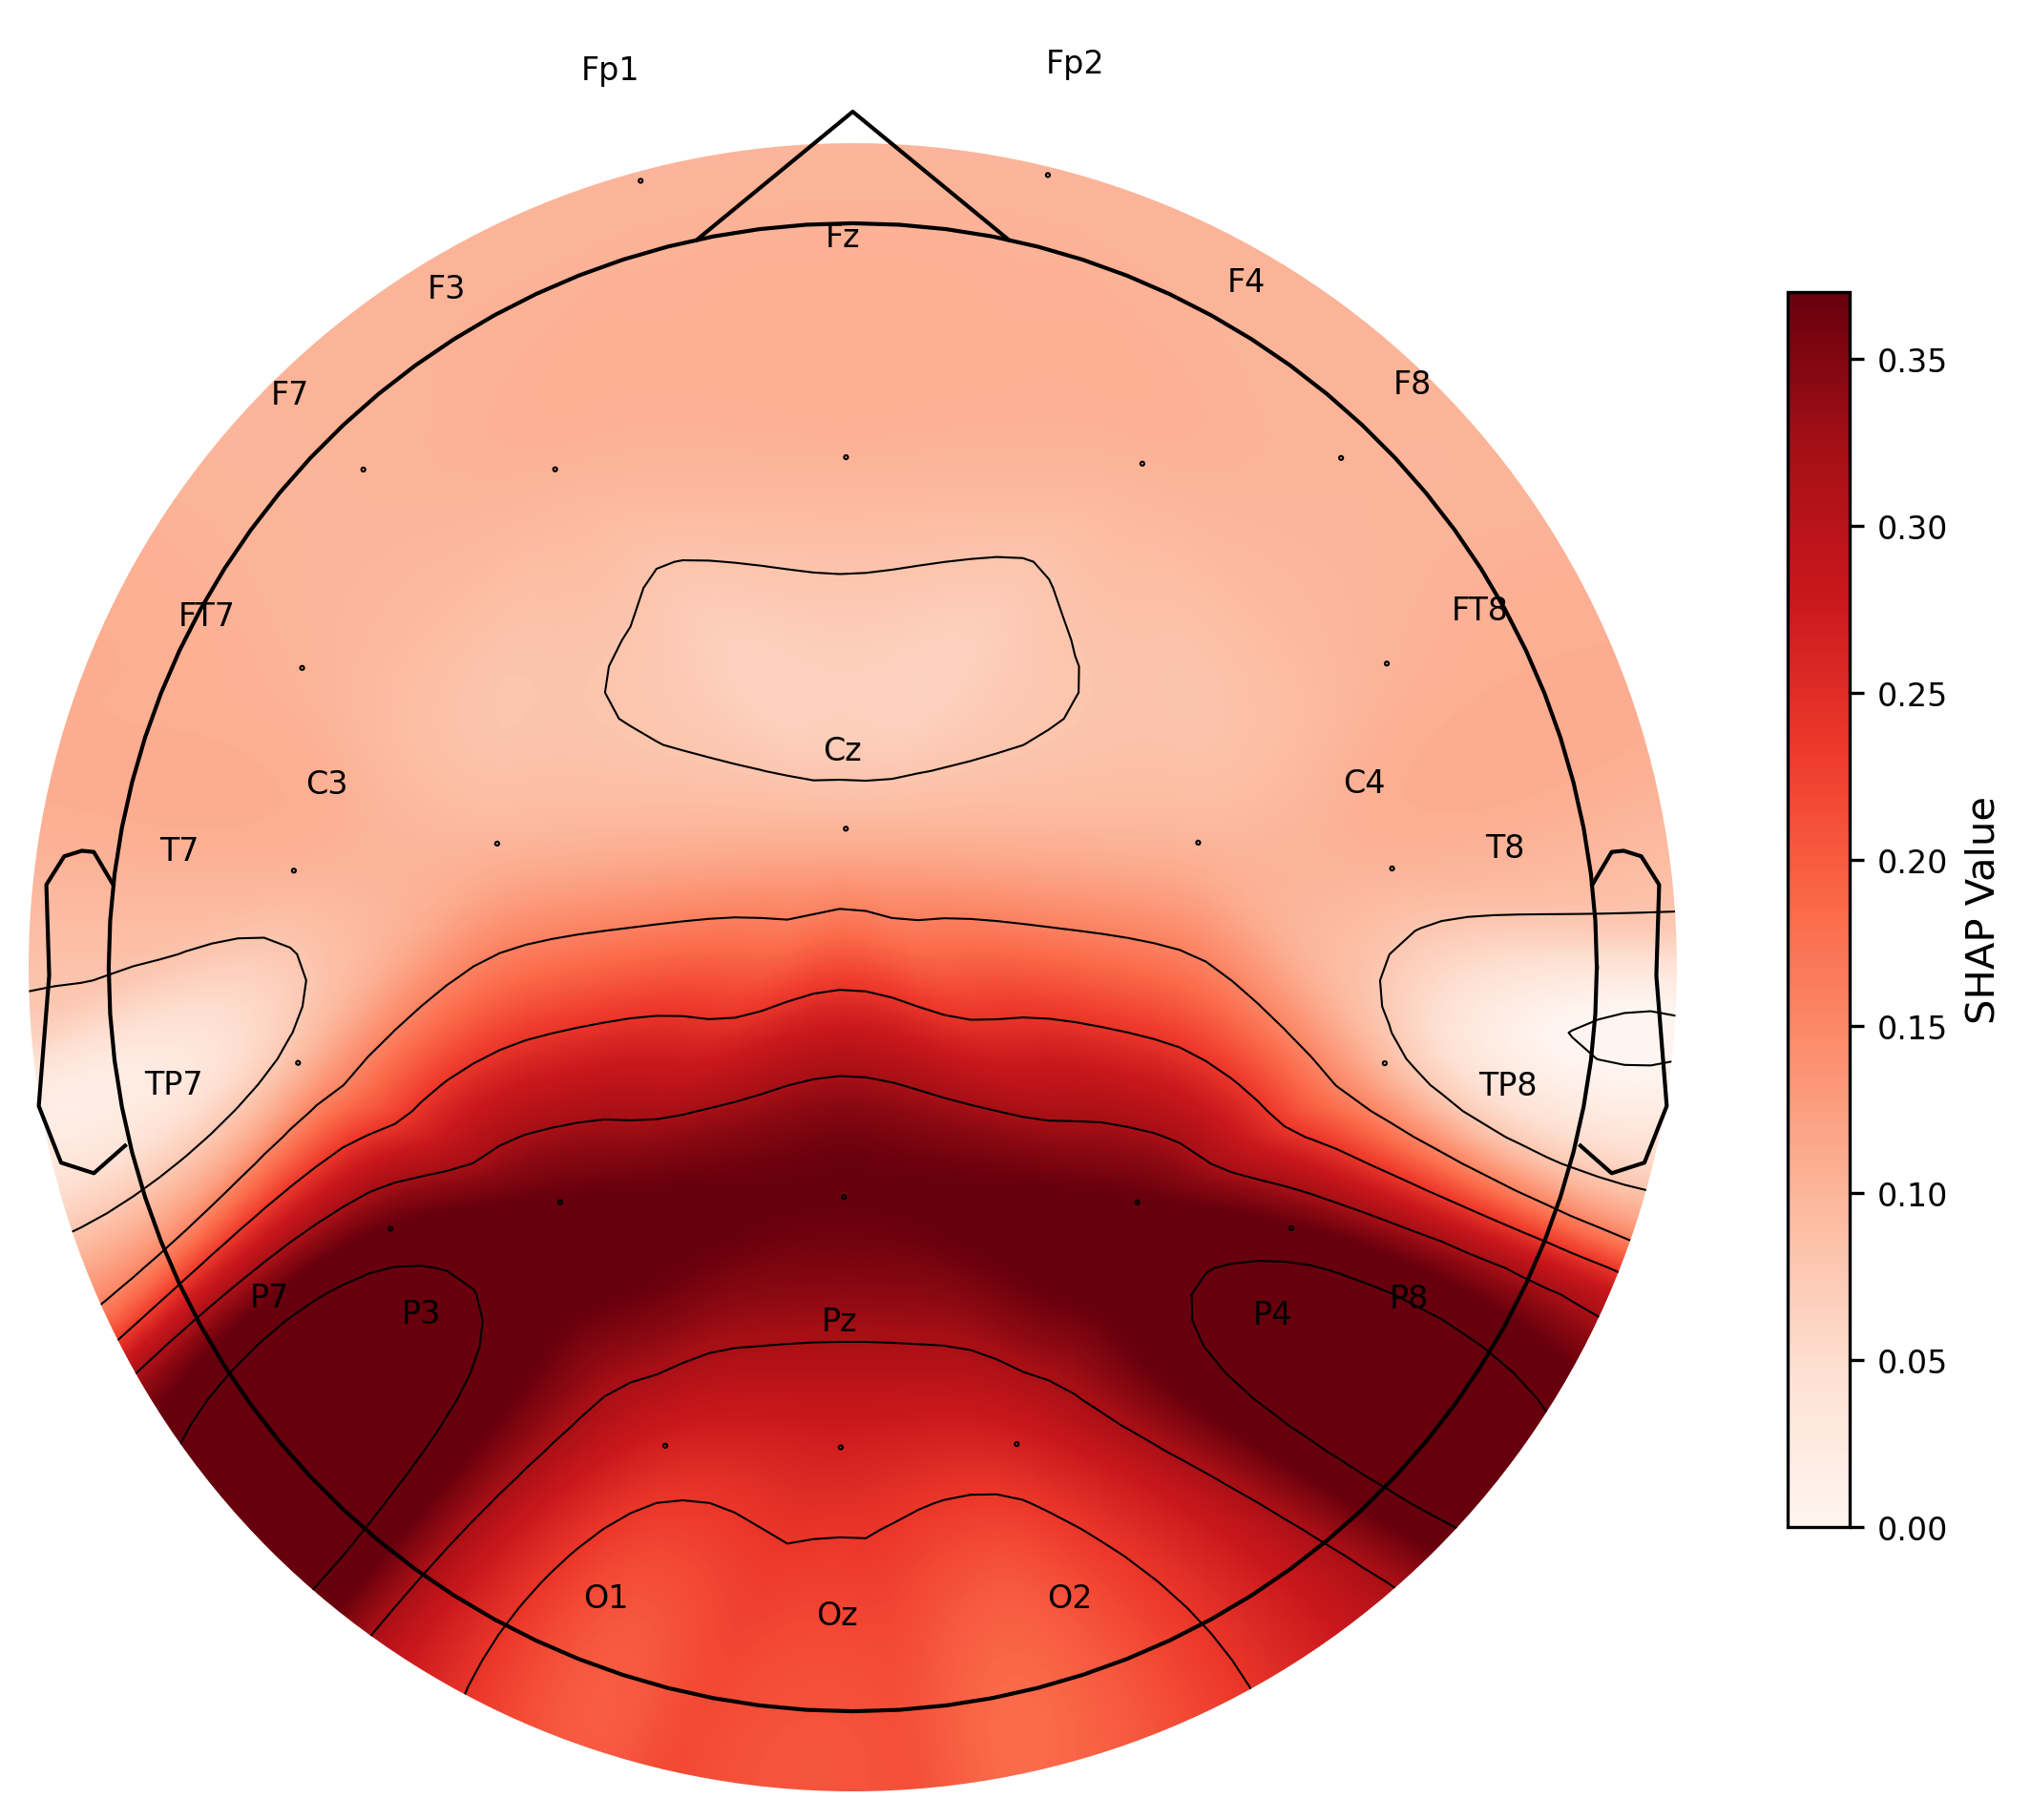 Fp1
Fp2
Fz
F3
F4
F7
F8
FT7
FT8
Cz
C3
C4
T7
T8
TP7
TP8
P7
P3
Pz
P4
P8
O1
Oz
O2
0.35
0.30
0.25
0.20
0.15
0.10
0.05
0.00
SHAP Value